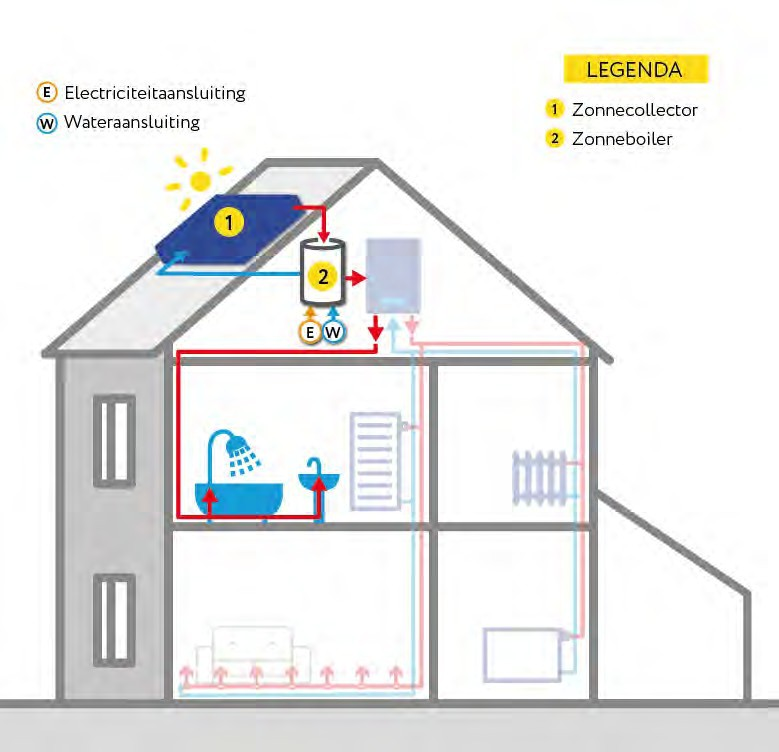 LEGENDA
E Electriciteitaansluiting
W Wateraansluiting
1 Zonnecollector
2 Zonneboiler
1
2
E W